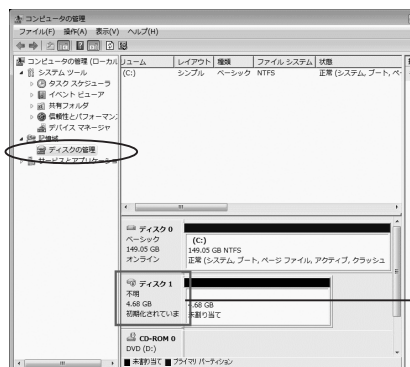 コンピュータの管理
ファイル(F) 操作(A) 表示(V) ヘルプ(H)
コンピュータの管理 (ローカル
システム ツール
タスク スケジューラ
イベント ビューア
共有フォルダ
信頼性とパフォーマン
デバイス マネージャ
記憶域
ディスクの管理
サービスとアプリケーショ
リューム レイアウト 種類 ファイル システム 状態
(C:) シンプル ベーシック NTFS 正常 (システム, ブート, ペー
ディスク 0
ベーシック
149.05 GB
オンライン
(C:)
149.05 GB NTFS
正常 (システム, ブート, ページ ファイル, アクティブ, クラッシュ
ディスク 1
不明
4.68 GB
初期化されていま
4.68 GB
未割り当て
CD-ROM 0
DVD (D:)
未割り当て プライマリ パーティション